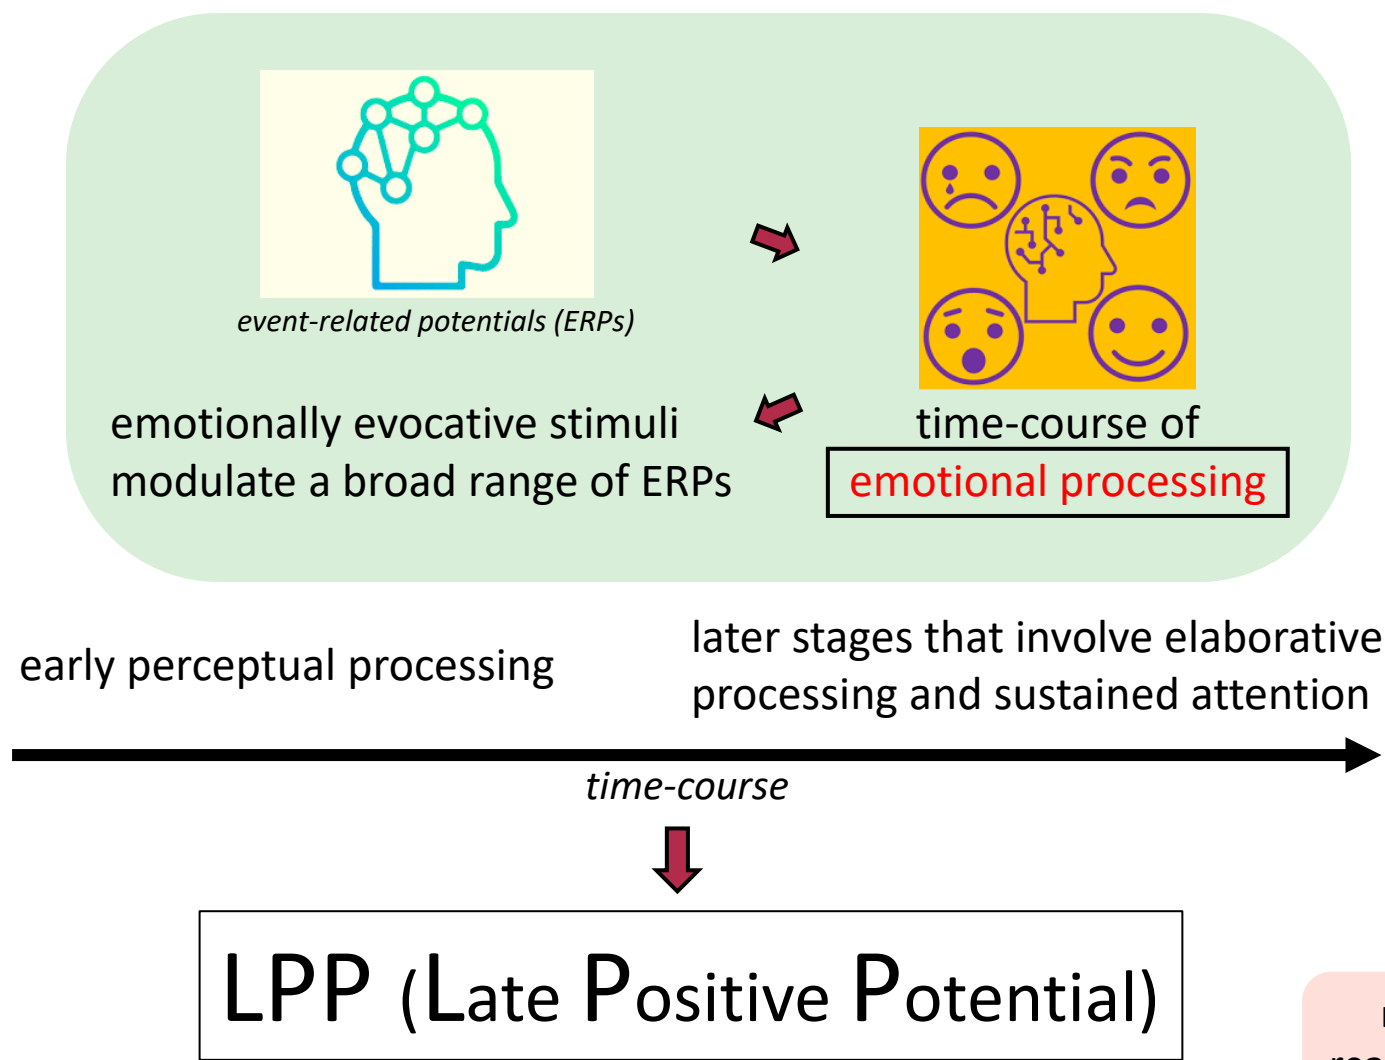 event-related potentials (ERPs)
emotionally evocative stimuli
modulate a broad range of ERPs
time-course of
emotional processing
early perceptual processing
later stages that involve elaborative
processing and sustained attention
time-course
LPP (Late Positive Potential)